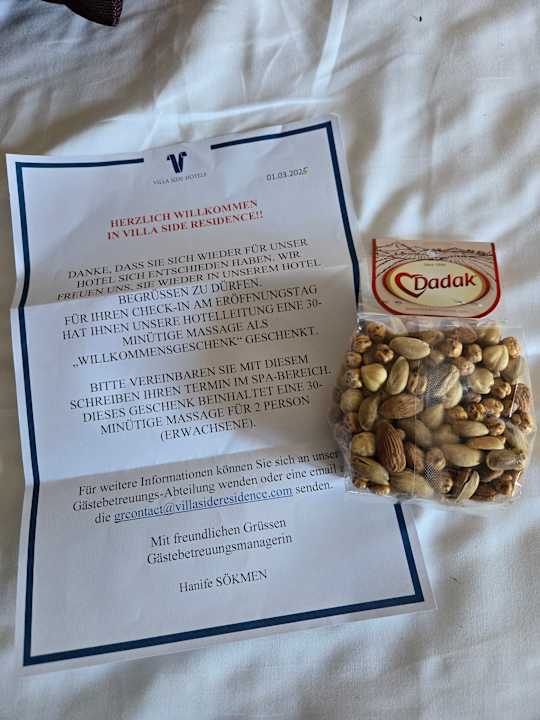 VILLA SIDE HOTELS
01.03.2025
HERZLICH WILLKOMMEN
IN VILLA SIDE RESIDENCE!!
DANKE, DASS SIE SICH WIEDER FÜR UNSER
HOTEL SICH ENTSCHIEDEN HABEN. WIR
FREUEN UNS, SIE WIEDER IN UNSEREM HOTEL
BEGRÜSSEN ZU DÜRFEN.
FÜR IHREN CHECK-IN AM ERÖFFNUNGSTAG
HAT IHNEN UNSERE HOTELLEITUNG EINE 30-
MINÜTIGE MASSAGE ALS
„WILLKOMMENSGESCHENK“ GESCHENKT.
BITTE VEREINBAREN SIE MIT DIESEM
SCHREIBEN IHREN TERMIN IM SPA-BEREICH.
DIESES GESCHENK BEINHALTET EINE 30-
MINÜTIGE MASSAGE FÜR 2 PERSON
(ERWACHSENE).
Für weitere Informationen können Sie sich an unser
Gästebetreuungs-Abteilung wenden oder eine email
die grcontact@villasideresidence.com senden.
Mit freundlichen Grüssen
Gästebetreuungsmanagerin
Hanife SÖKMEN
Dadak